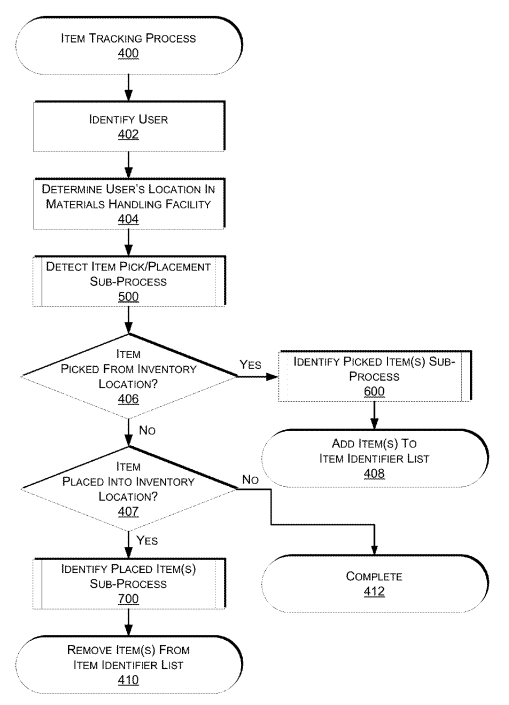 ITEM TRACKING PROCESS
400
IDENTIFY USER
402
DETERMINE USER'S LOCATION IN
MATERIALS HANDLING FACILITY
404
DETECT ITEM PICK/PLACEMENT
SUB-PROCESS
500
ITEM
PICKED FROM INVENTORY
LOCATION?
406
YES
IDENTIFY PICKED ITEM(S) SUB-
PROCESS
600
ADD ITEM(S) TO
ITEM IDENTIFIER LIST
408
NO
ITEM
PLACED INTO INVENTORY
LOCATION?
407
NO
COMPLETE
412
YES
IDENTIFY PLACED ITEM(S)
SUB-PROCESS
700
REMOVE ITEM(S) FROM
ITEM IDENTIFIER LIST
410